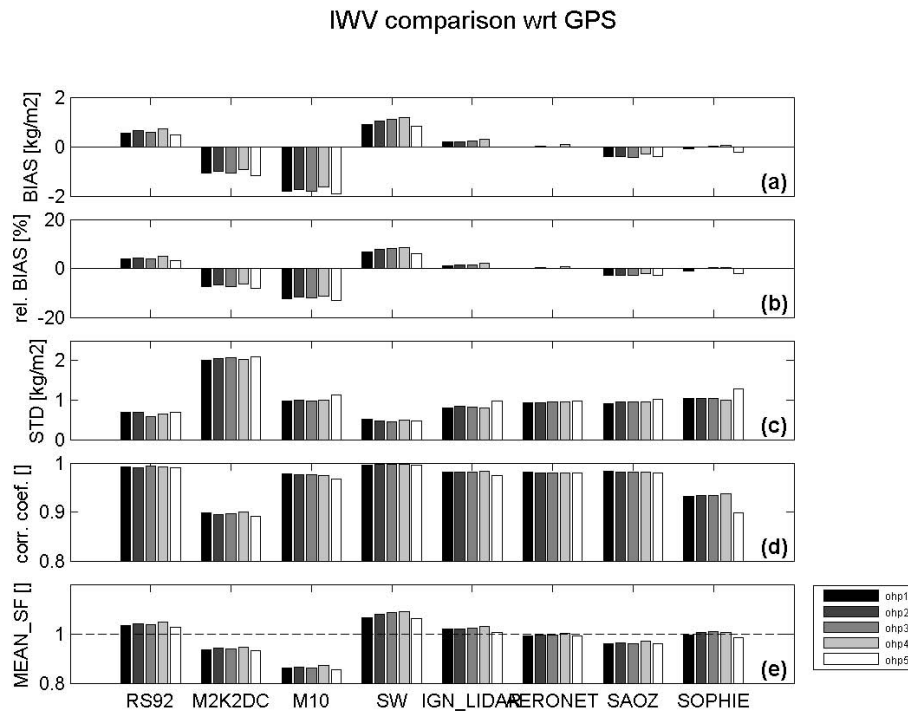 IWV comparison wrt GPS
BIAS [kg/m2]
2
0
-2
(a)
rel. BIAS [%]
20
0
-20
(b)
STD [kg/m2]
2
1
0
(c)
corr. coef. []
1
0.9
0.8
(d)
MEAN_SF []
1
0.8
(e)
RS92 M2K2DC M10 SW IGN_LIDAR AERONET SAOZ SOPHIE
ohp1
ohp2
ohp3
ohp4
ohp5